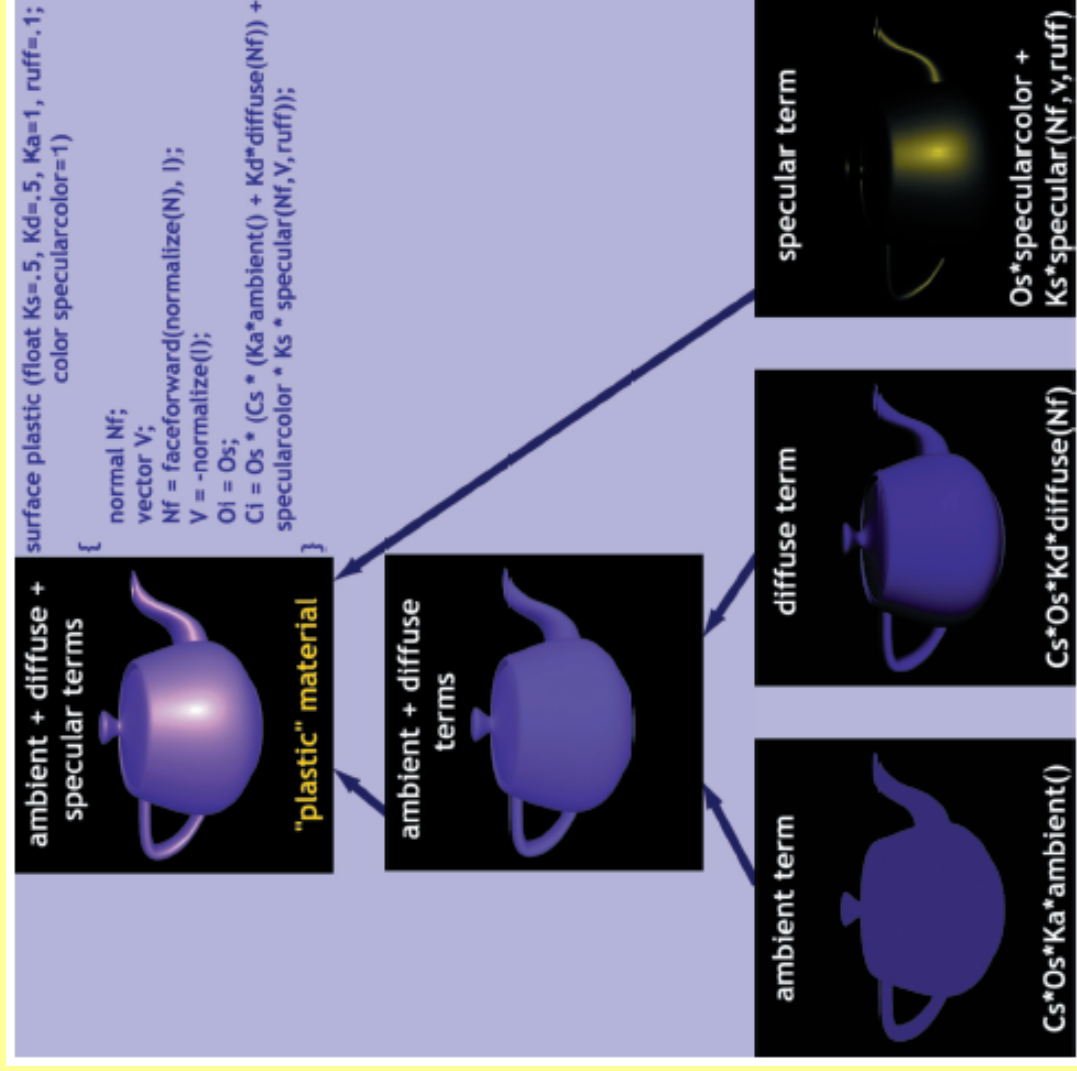 surface plastic (float Ks=.5, Kd=.5, Ka=1, ruff=.1;
color specularcolor=1)
{
normal Nf;
vector V;
Nf = faceforward(normalize(N), I);
V = -normalize(I);
Oi = Os;
Ci = Os * (Cs * (Ka*ambient() + Kd*diffuse(Nf)) +
specularcolor * Ks * specular(Nf,V,ruff));
}
ambient + diffuse +
specular terms
"plastic" material
ambient + diffuse
terms
ambient term
Cs*Os*Ka*ambient()
diffuse term
Cs*Os*Kd*diffuse(Nf)
specular term
Os*specularcolor +
Ks*specular(Nf,v,ruff)